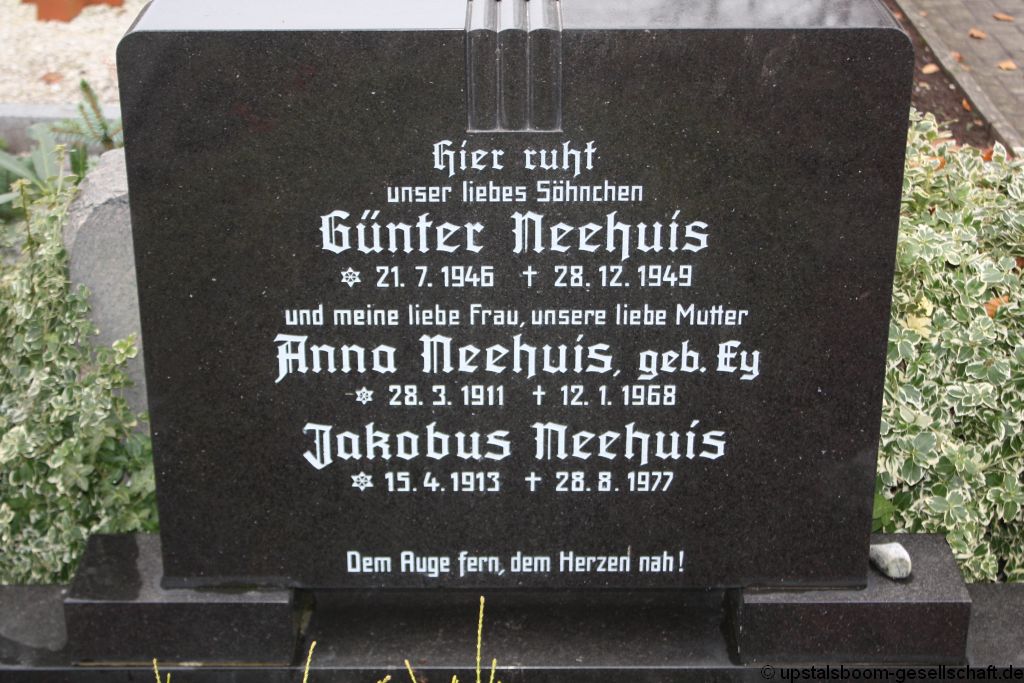 Hier ruht
unser liebes Söhnchen
Günter Neehuis
✡ 21. 7. 1946 ✝ 28. 12. 1949
und meine liebe Frau, unsere liebe Mutter
Anna Neehuis, geb. Ey
✡ 28. 3. 1911 ✝ 12. 1. 1968
Jakobus Neehuis
✡ 15. 4. 1913 ✝ 28. 8. 1977
Dem Auge fern, dem Herzen nah!
© upstalsboom-gesellschaft.de